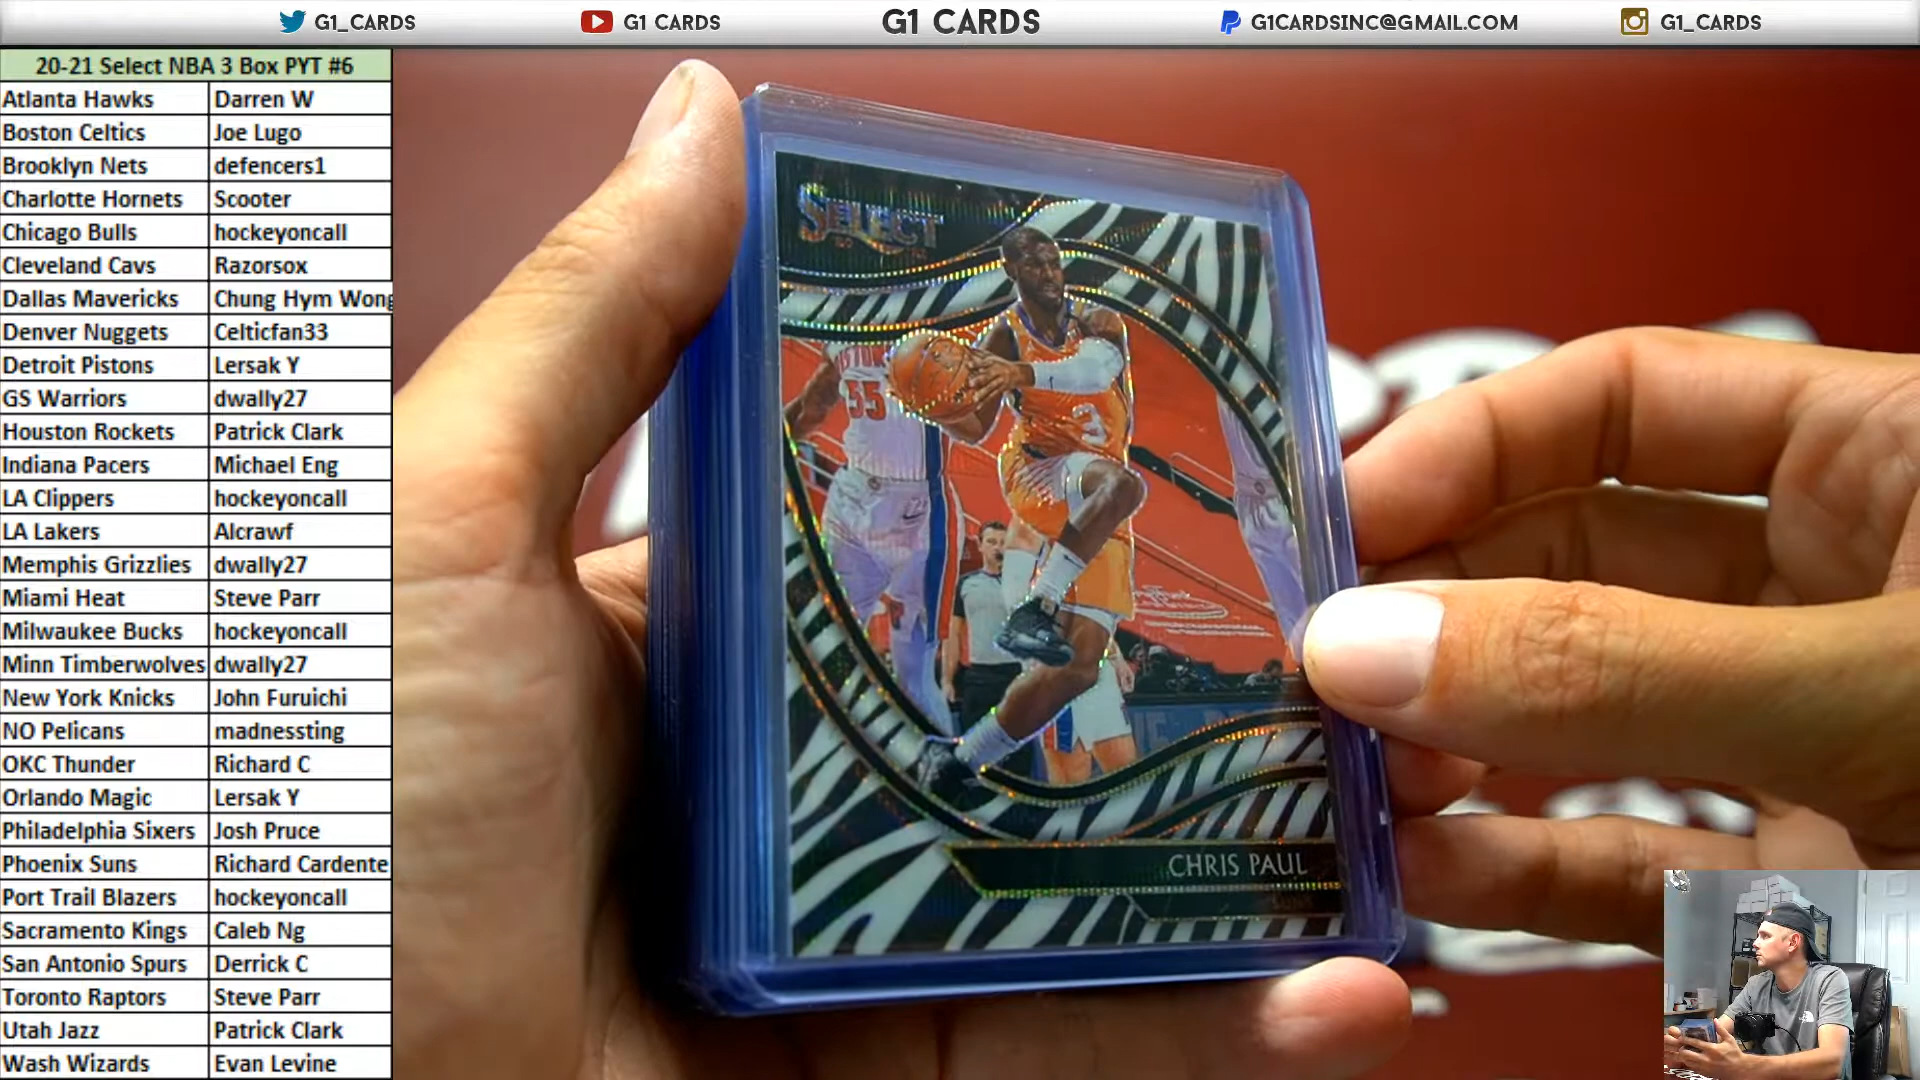 G1_CARDS G1 CARDS G1 CARDS G1CARDSINC@GMAIL.COM G1_CARDS
20-21 Select NBA 3 Box PYT #6
Atlanta Hawks Darren W
Boston Celtics Joe Lugo
Brooklyn Nets defencers1
Charlotte Hornets Scooter
Chicago Bulls hockeyoncall
Cleveland Cavs Razorsox
Dallas Mavericks Chung Hym Wong
Denver Nuggets Celticfan33
Detroit Pistons Lersak Y
GS Warriors dwally27
Houston Rockets Patrick Clark
Indiana Pacers Michael Eng
LA Clippers hockeyoncall
LA Lakers Alcrawf
Memphis Grizzlies dwally27
Miami Heat Steve Parr
Milwaukee Bucks hockeyoncall
Minn Timberwolves dwally27
New York Knicks John Furuichi
NO Pelicans madnessting
OKC Thunder Richard C
Orlando Magic Lersak Y
Philadelphia Sixers Josh Pruce
Phoenix Suns Richard Cardente
Port Trail Blazers hockeyoncall
Sacramento Kings Caleb Ng
San Antonio Spurs Derrick C
Toronto Raptors Steve Parr
Utah Jazz Patrick Clark
Wash Wizards Evan Levine
SELECT
55
3
CHRIS PAUL
SUNS